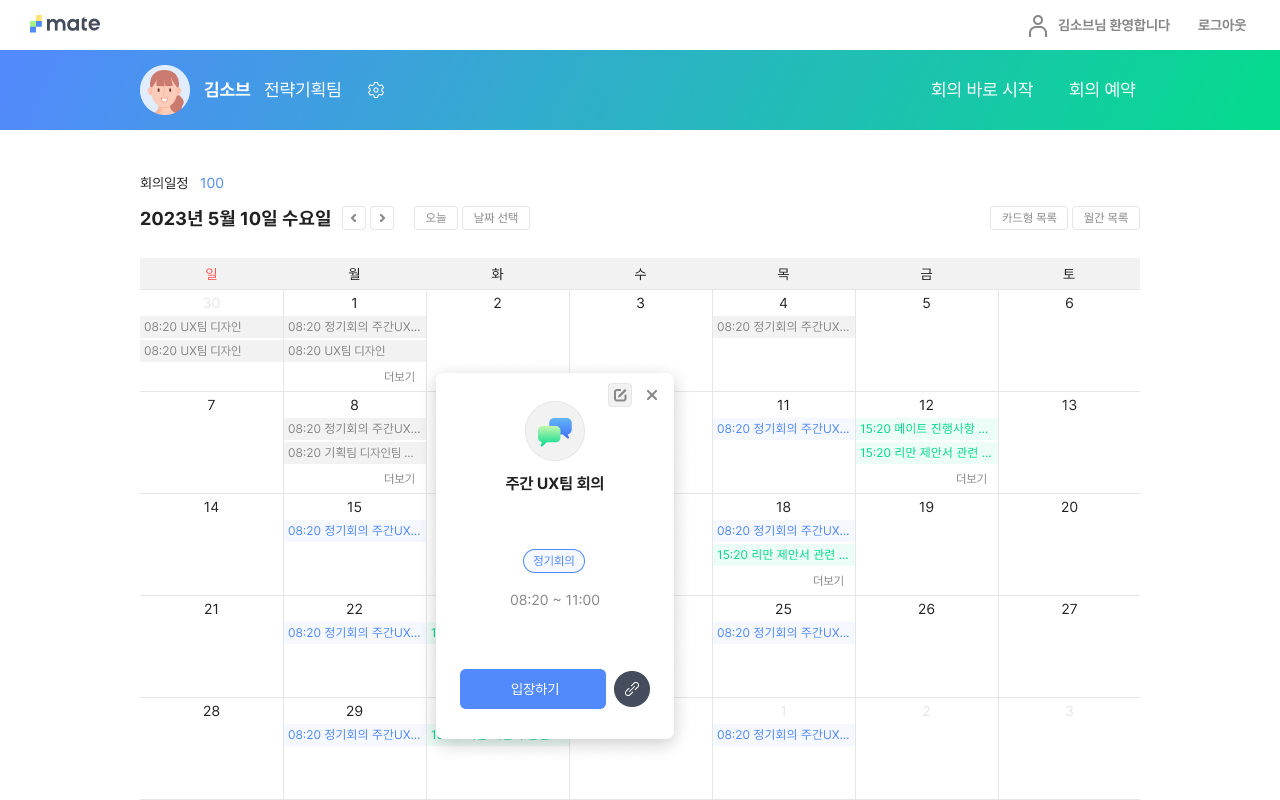 mate
김소브님 환영합니다 로그아웃
김소브 전략기획팀
회의 바로 시작 회의 예약
회의일정 100
2023년 5월 10일 수요일
오늘 날짜 선택
카드형 목록 월간 목록
일 월 화 수 목 금 토
30 1 2 3 4 5 6
08:20 UX팀 디자인 08:20 정기회의 주간UX... 08:20 정기회의 주간UX...
08:20 UX팀 디자인 08:20 UX팀 디자인
더보기
7 8 11 12 13
08:20 정기회의 주간UX... 08:20 정기회의 주간UX... 15:20 메이트 진행사항 ...
08:20 기획팀 디자인팀 ... 15:20 리만 제안서 관련 ...
더보기 더보기
주간 UX팀 회의
정기회의
08:20 ~ 11:00
입장하기
14 15 18 19 20
08:20 정기회의 주간UX... 08:20 정기회의 주간UX...
15:20 리만 제안서 관련 ...
더보기
21 22 25 26 27
08:20 정기회의 주간UX... 08:20 정기회의 주간UX...
28 29 1 2 3
08:20 정기회의 주간UX... 08:20 정기회의 주간UX...